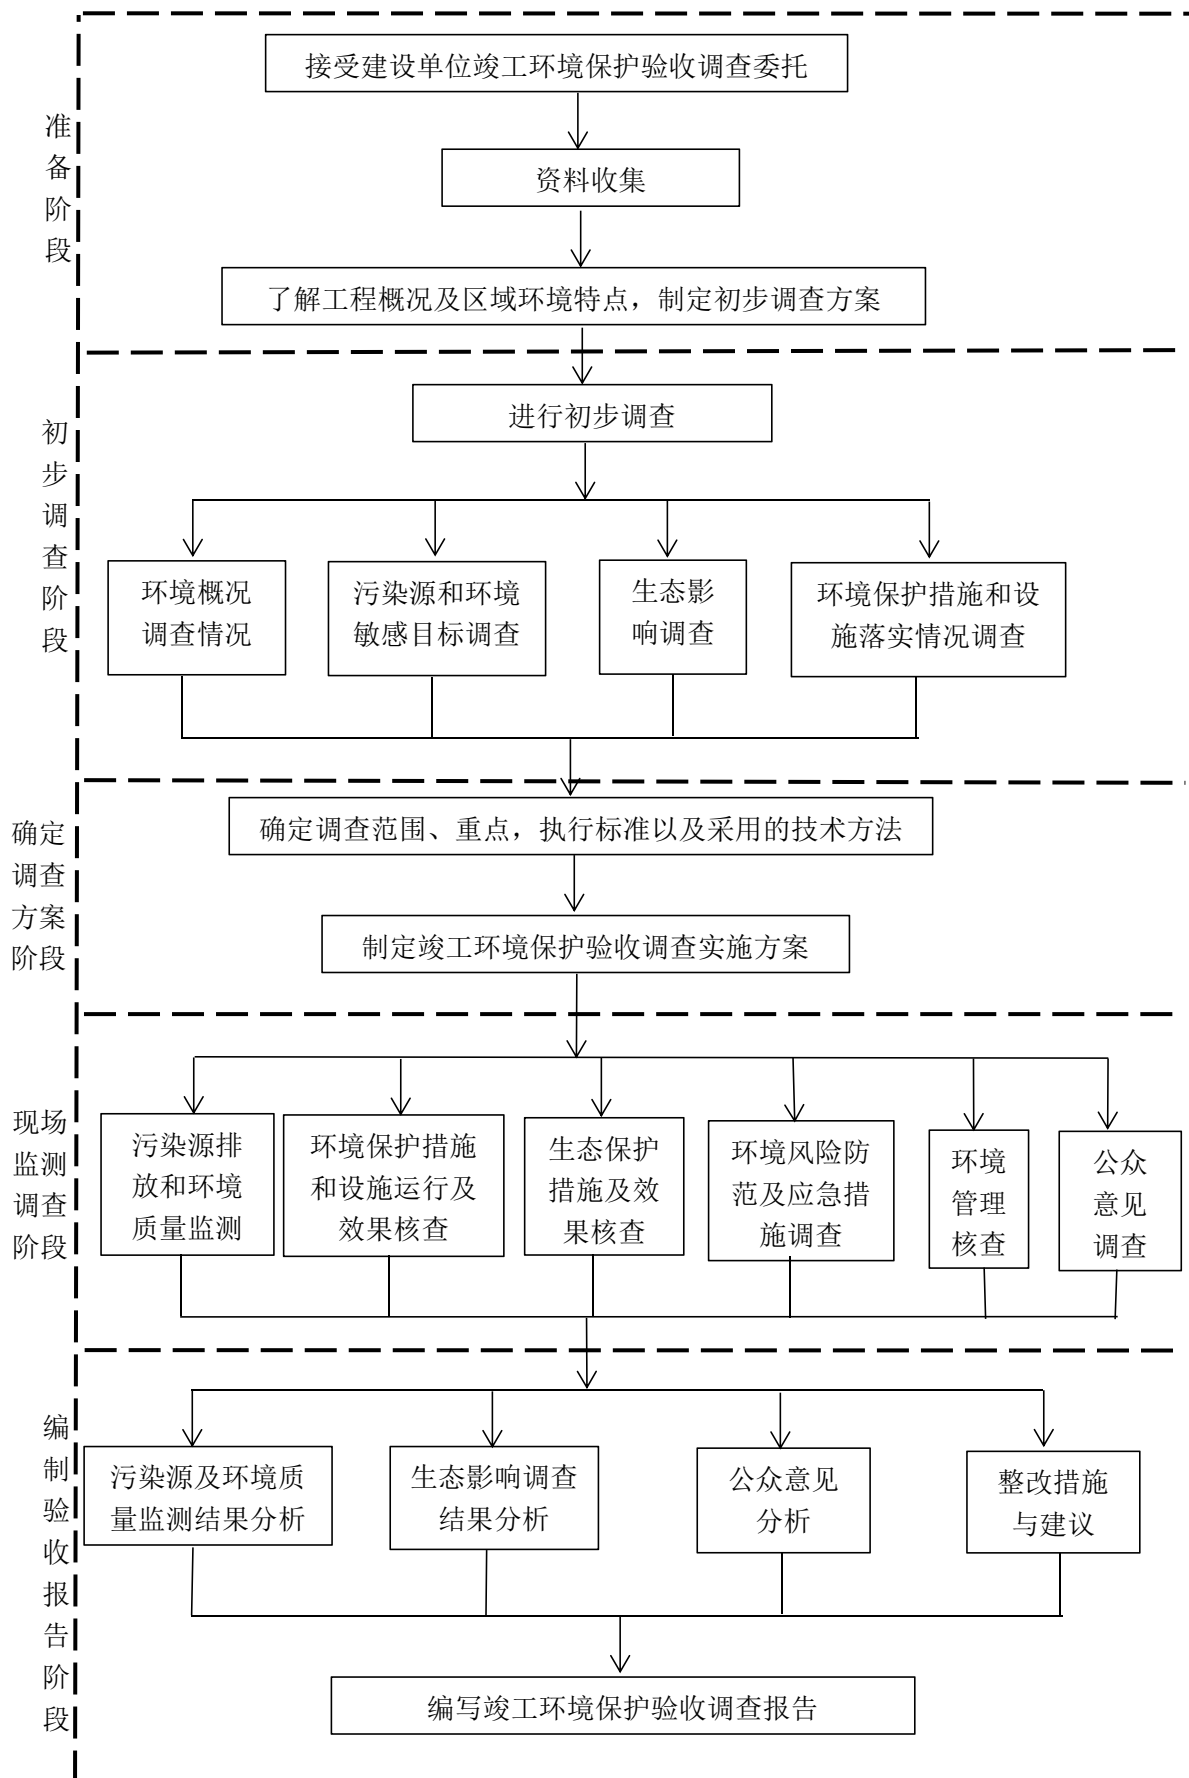 准
备
阶
段
接受建设单位竣工环境保护验收调查委托
资料收集
了解工程概况及区域环境特点，制定初步调查方案
初
步
调
查
阶
段
进行初步调查
环境概况
调查情况
污染源和环境
敏感目标调查
生态影
响调查
环境保护措施和设
施落实情况调查
确定
调查
方案
阶段
确定调查范围、重点，执行标准以及采用的技术方法
制定竣工环境保护验收调查实施方案
现场
监测
调查
阶段
污染源排
放和环境
质量监测
环境保护措施
和设施运行及
效果核查
生态保护
措施及效
果核查
环境风险防
范及应急措
施调查
环境
管理
核查
公众
意见
调查
编
制
验
收
报
告
阶
段
污染源及环境质
量监测结果分析
生态影响调查
结果分析
公众意见
分析
整改措施
与建议
编写竣工环境保护验收调查报告